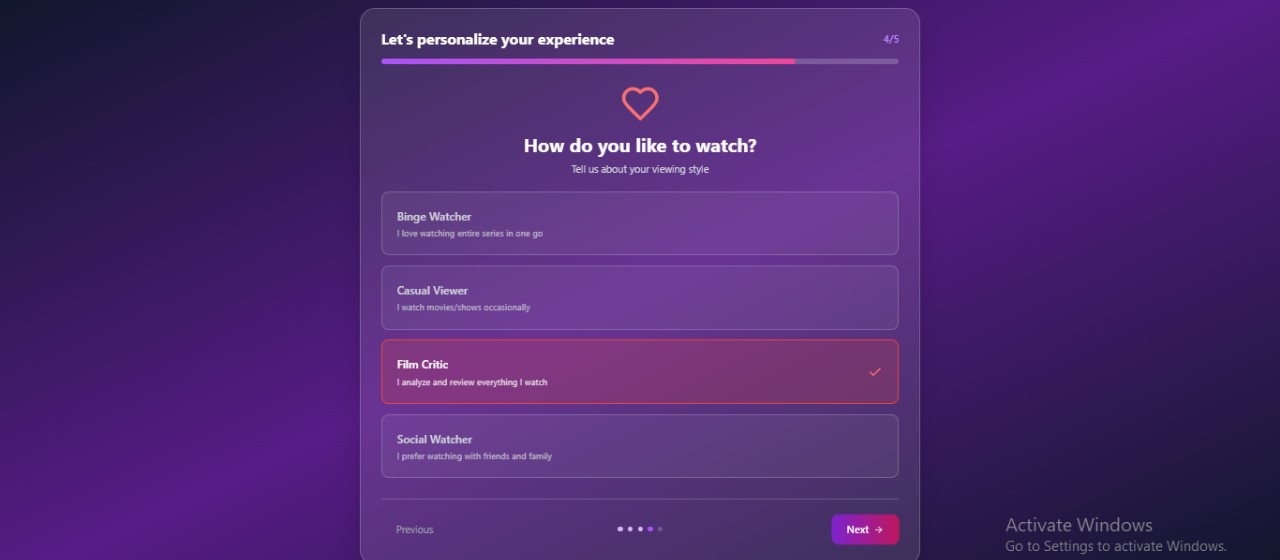 Let's personalize your experience
4/5
How do you like to watch?
Tell us about your viewing style
Binge Watcher
I love watching entire series in one go
Casual Viewer
I watch movies/shows occasionally
Film Critic
I analyze and review everything I watch
Social Watcher
I prefer watching with friends and family
Previous
Next →
Activate Windows
Go to Settings to activate Windows.